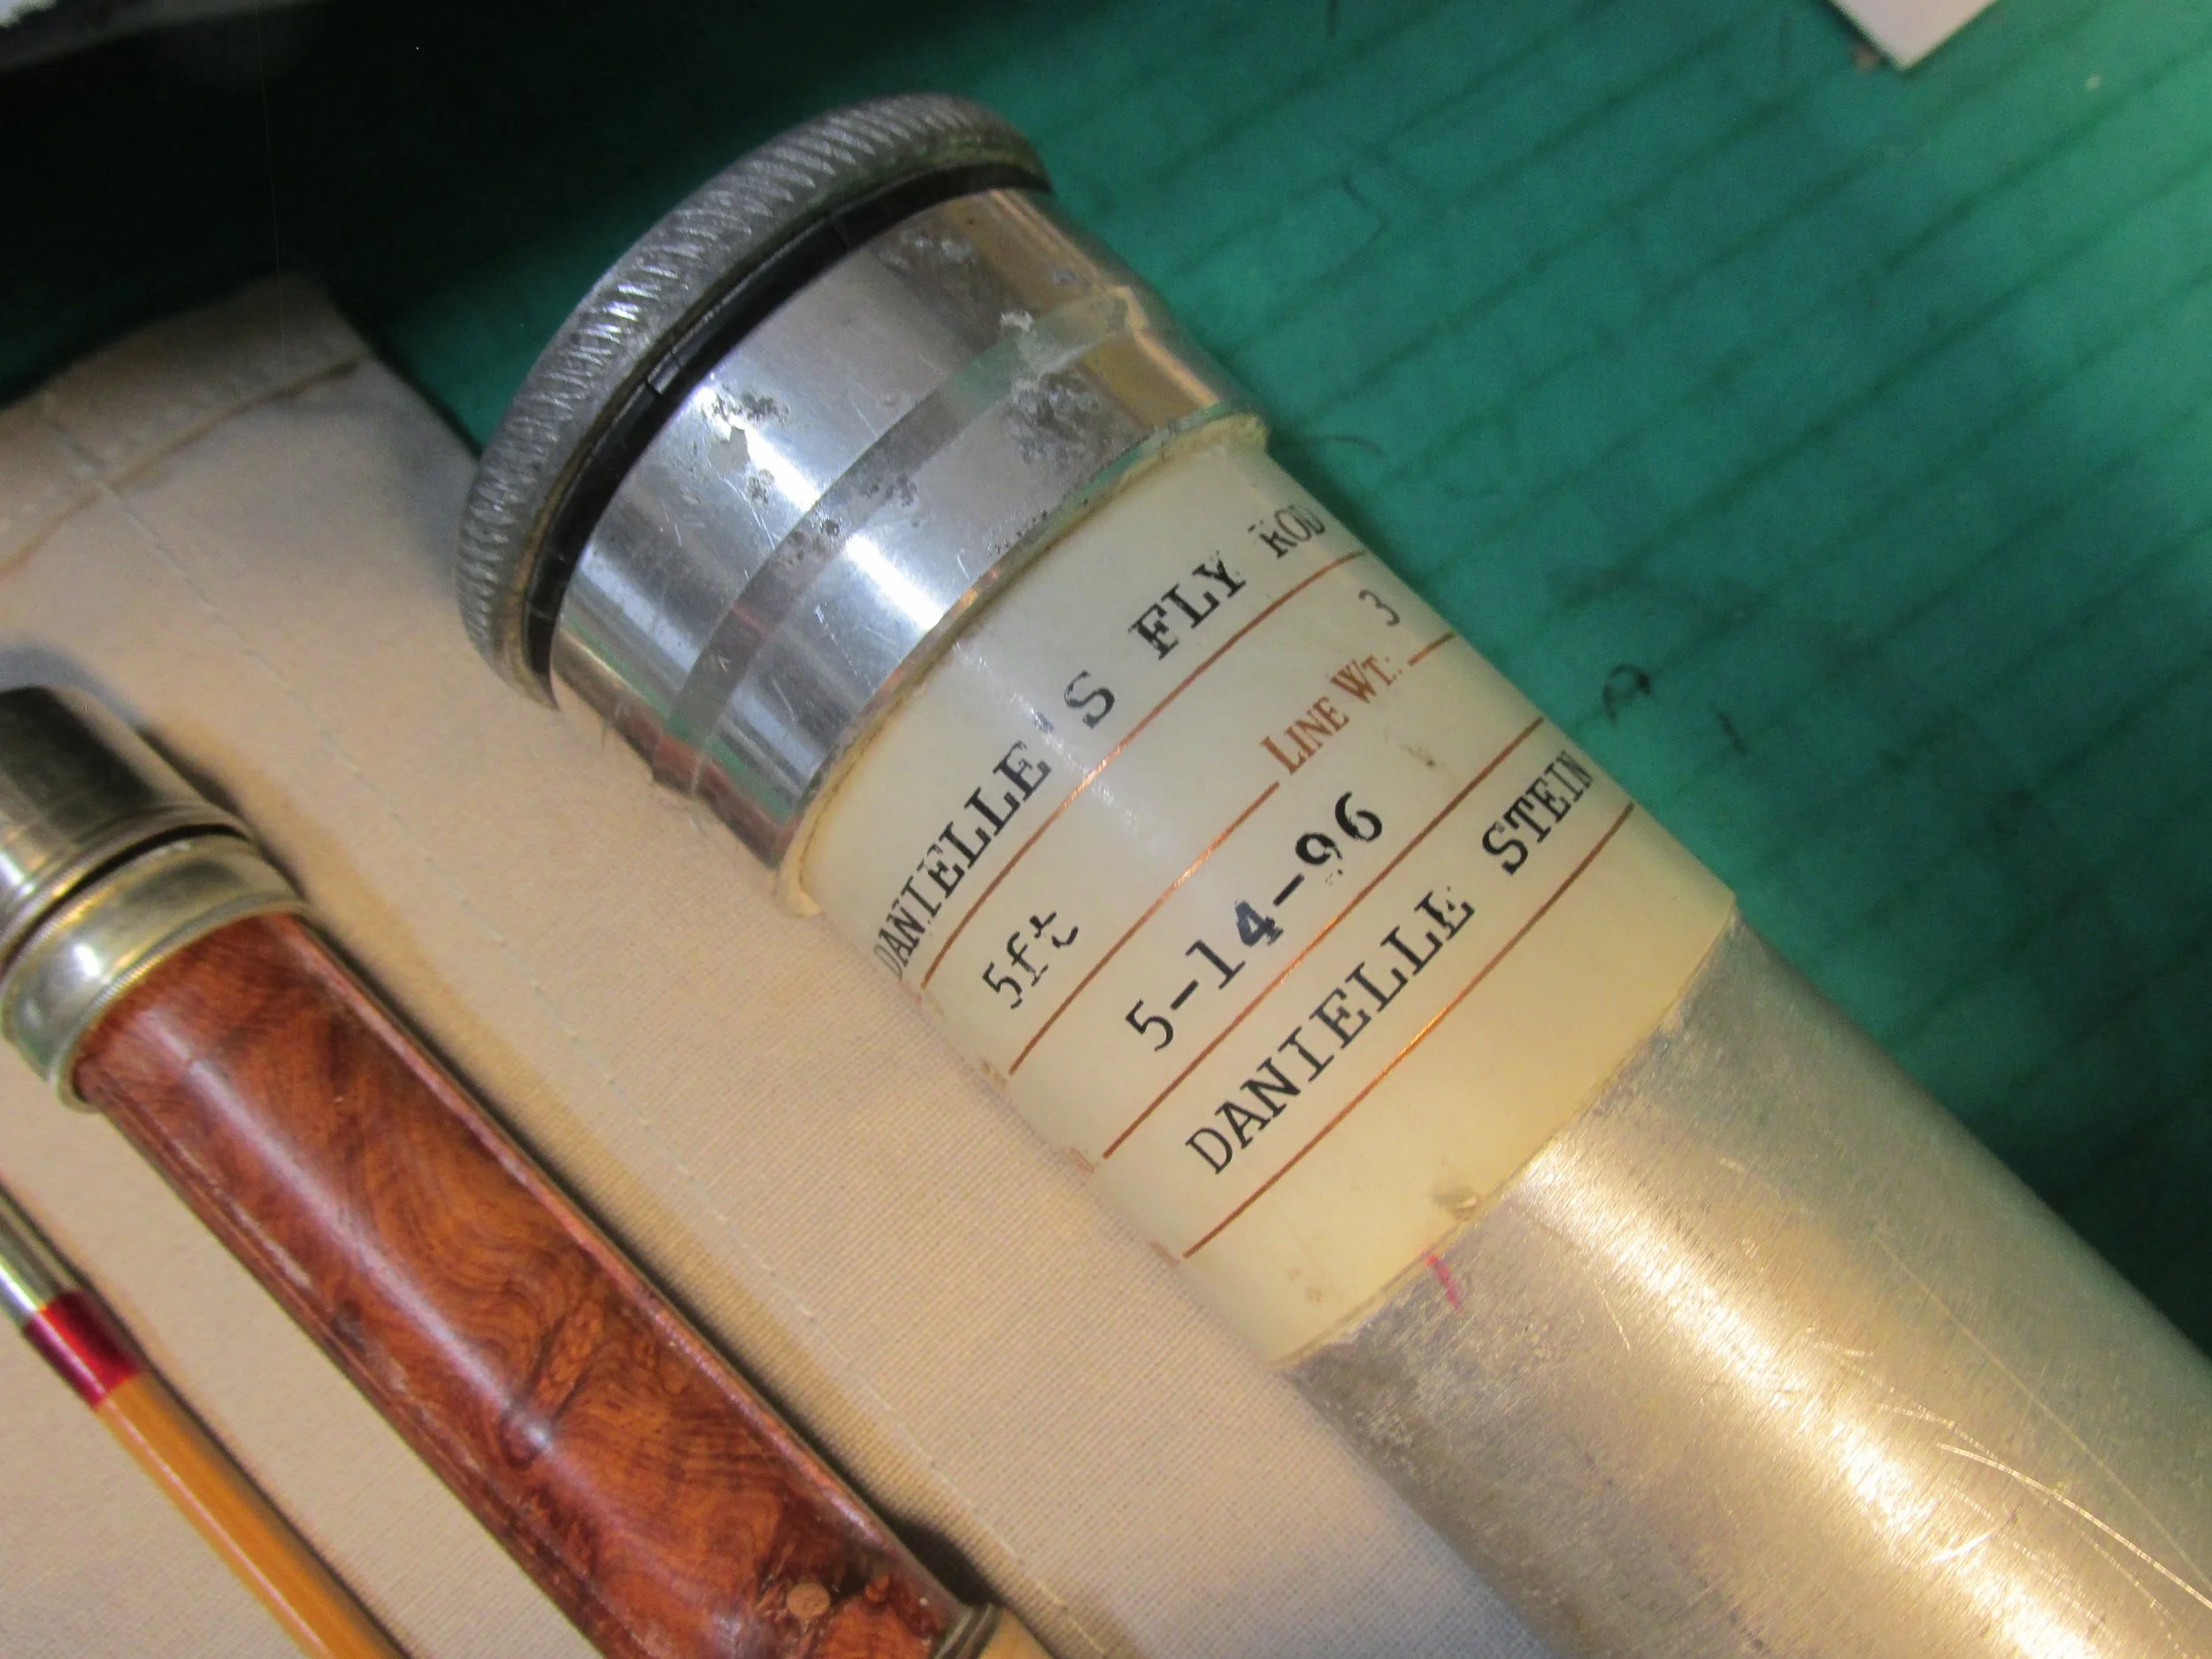 DANIELLE'S FLY ROD
5ft LINE WT. 3
5-14-96
DANIELLE STEIN